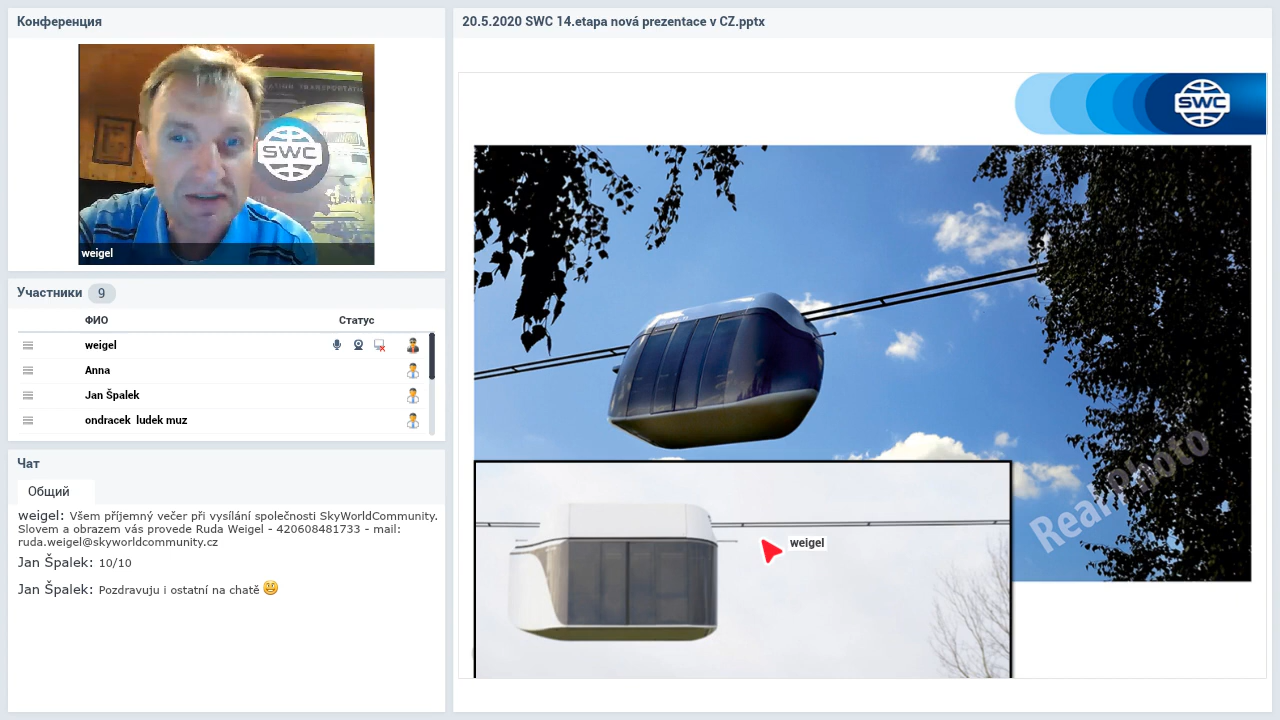 Конференция
SWC
weigel
Участники 9
ФИО Статус
weigel
Anna
Jan Špalek
ondracek ludek muz
Чат
Общий
weigel: Všem příjemný večer při vysílání společnosti SkyWorldCommunity.
Slovem a obrazem vás provede Ruda Weigel - 420608481733 - mail:
ruda.weigel@skyworldcommunity.cz
Jan Špalek: 10/10
Jan Špalek: Pozdravuju i ostatní na chatě
20.5.2020 SWC 14.etapa nová prezentace v CZ.pptx
SWC
Real Photo
weigel